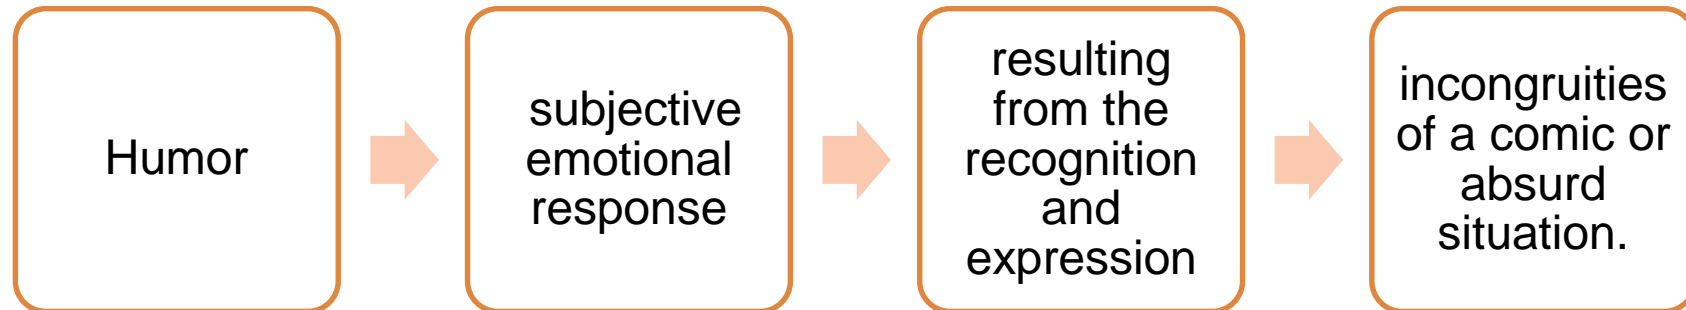 Humor
subjective
emotional
response
resulting
from the
recognition
and
expression
incongruities
of a comic or
absurd
situation.